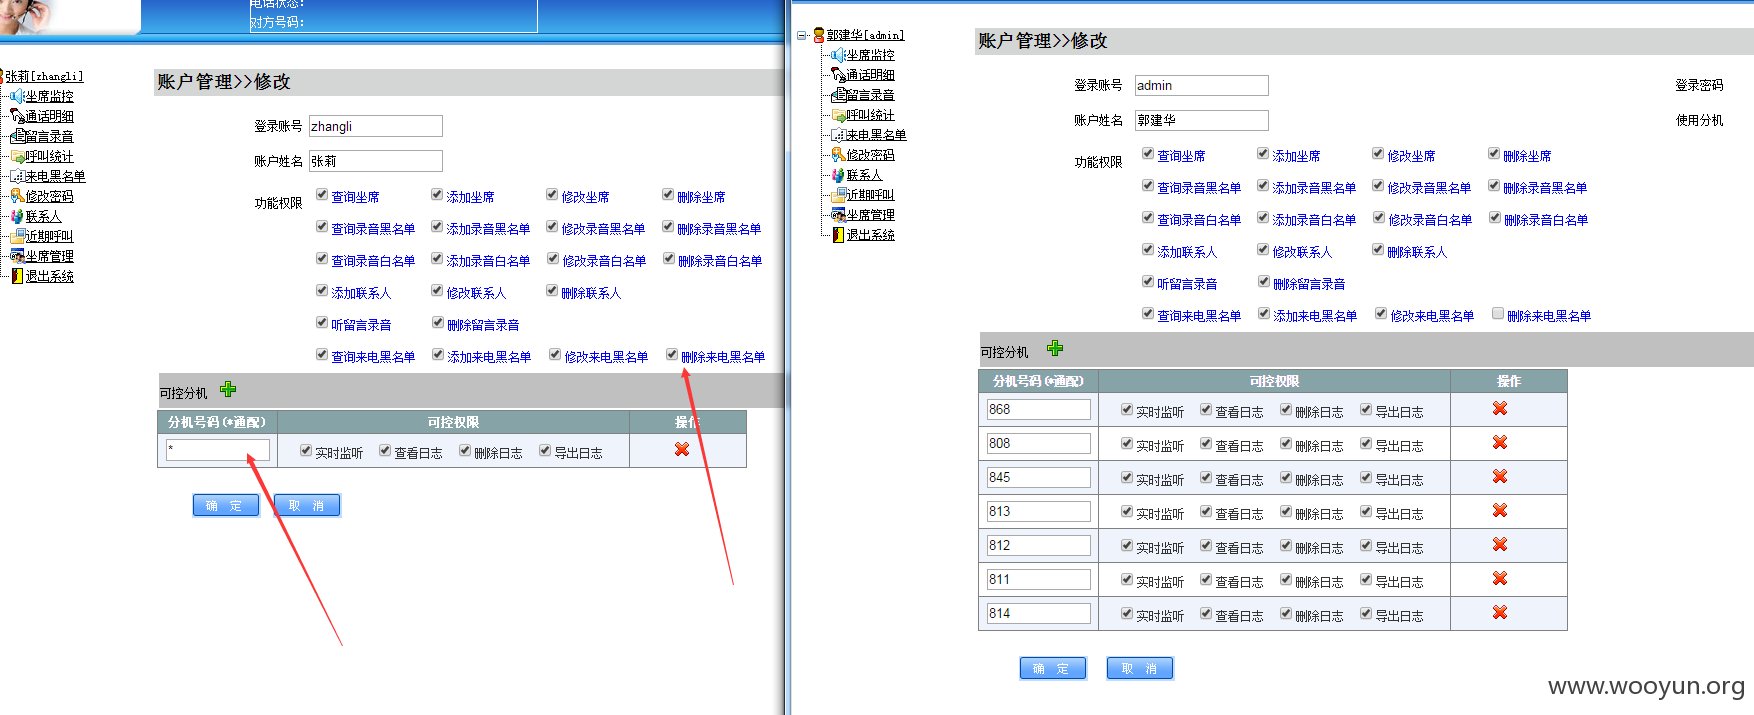 电话状态：
对方号码：
张莉[zhangli]
坐席监控
通话明细
留言录音
呼叫统计
来电黑名单
修改密码
联系人
近期呼叫
坐席管理
退出系统
账户管理>>修改
登录账号 zhangli
账户姓名 张莉
功能权限 查询坐席 添加坐席 修改坐席 删除坐席
查询录音黑名单 添加录音黑名单 修改录音黑名单 删除录音黑名单
查询录音白名单 添加录音白名单 修改录音白名单 删除录音白名单
添加联系人 修改联系人 删除联系人
听留言录音 删除留言录音
查询来电黑名单 添加来电黑名单 修改来电黑名单 删除来电黑名单
可控分机
分机号码(*通配) 可控权限 操作
* 实时监听 查看日志 删除日志 导出日志
确 定 取 消
郭建华[admin]
坐席监控
通话明细
留言录音
呼叫统计
来电黑名单
修改密码
联系人
近期呼叫
坐席管理
退出系统
账户管理>>修改
登录账号 admin 登录密码
账户姓名 郭建华 使用分机
功能权限 查询坐席 添加坐席 修改坐席 删除坐席
查询录音黑名单 添加录音黑名单 修改录音黑名单 删除录音黑名单
查询录音白名单 添加录音白名单 修改录音白名单 删除录音白名单
添加联系人 修改联系人 删除联系人
听留言录音 删除留言录音
查询来电黑名单 添加来电黑名单 修改来电黑名单 删除来电黑名单
可控分机
分机号码(*通配) 可控权限 操作
868 实时监听 查看日志 删除日志 导出日志
808 实时监听 查看日志 删除日志 导出日志
845 实时监听 查看日志 删除日志 导出日志
813 实时监听 查看日志 删除日志 导出日志
812 实时监听 查看日志 删除日志 导出日志
811 实时监听 查看日志 删除日志 导出日志
814 实时监听 查看日志 删除日志 导出日志
确 定 取 消
www.wooyun.org